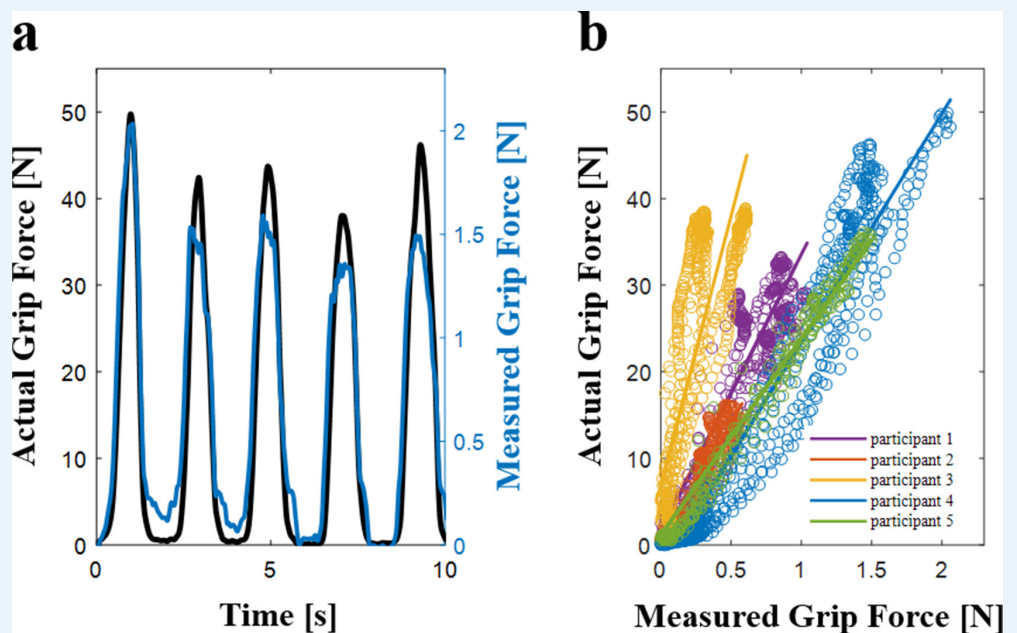 a
b
Actual Grip Force [N]
50
40
30
20
10
0
0
5
10
Time [s]
2
1.5
1
0.5
0
Measured Grip Force [N]
Actual Grip Force [N]
50
40
30
20
10
0
participant 1
participant 2
participant 3
participant 4
participant 5
0
0.5
1
1.5
2
Measured Grip Force [N]